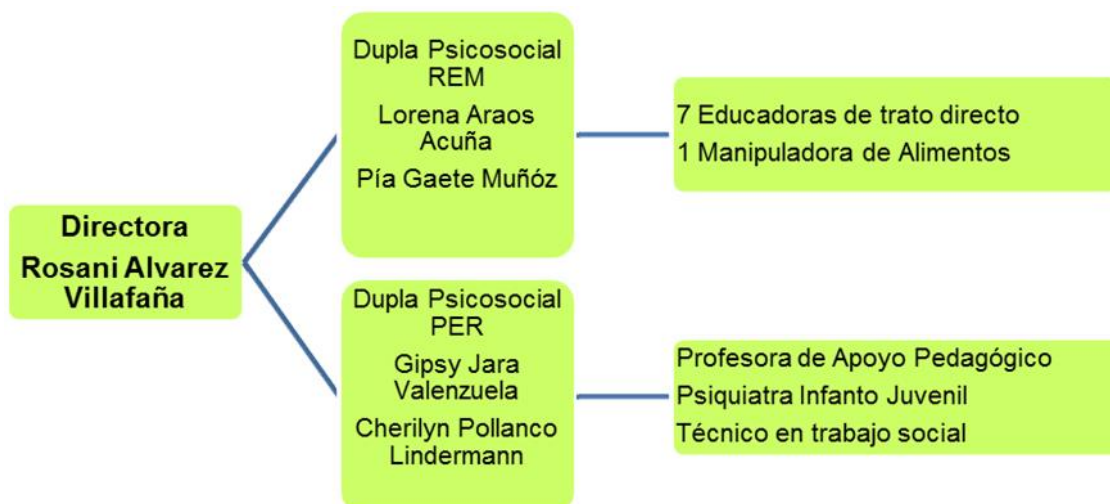 Directora
Rosani Alvarez
Villafaña
Dupla Psicosocial
REM
Lorena Araos
Acuña
Pía Gaete Muñóz
7 Educadoras de trato directo
1 Manipuladora de Alimentos
Dupla Psicosocial
PER
Gipsy Jara
Valenzuela
Cherilyn Pollanco
Lindermann
Profesora de Apoyo Pedagógico
Psiquiatra Infanto Juvenil
Técnico en trabajo social